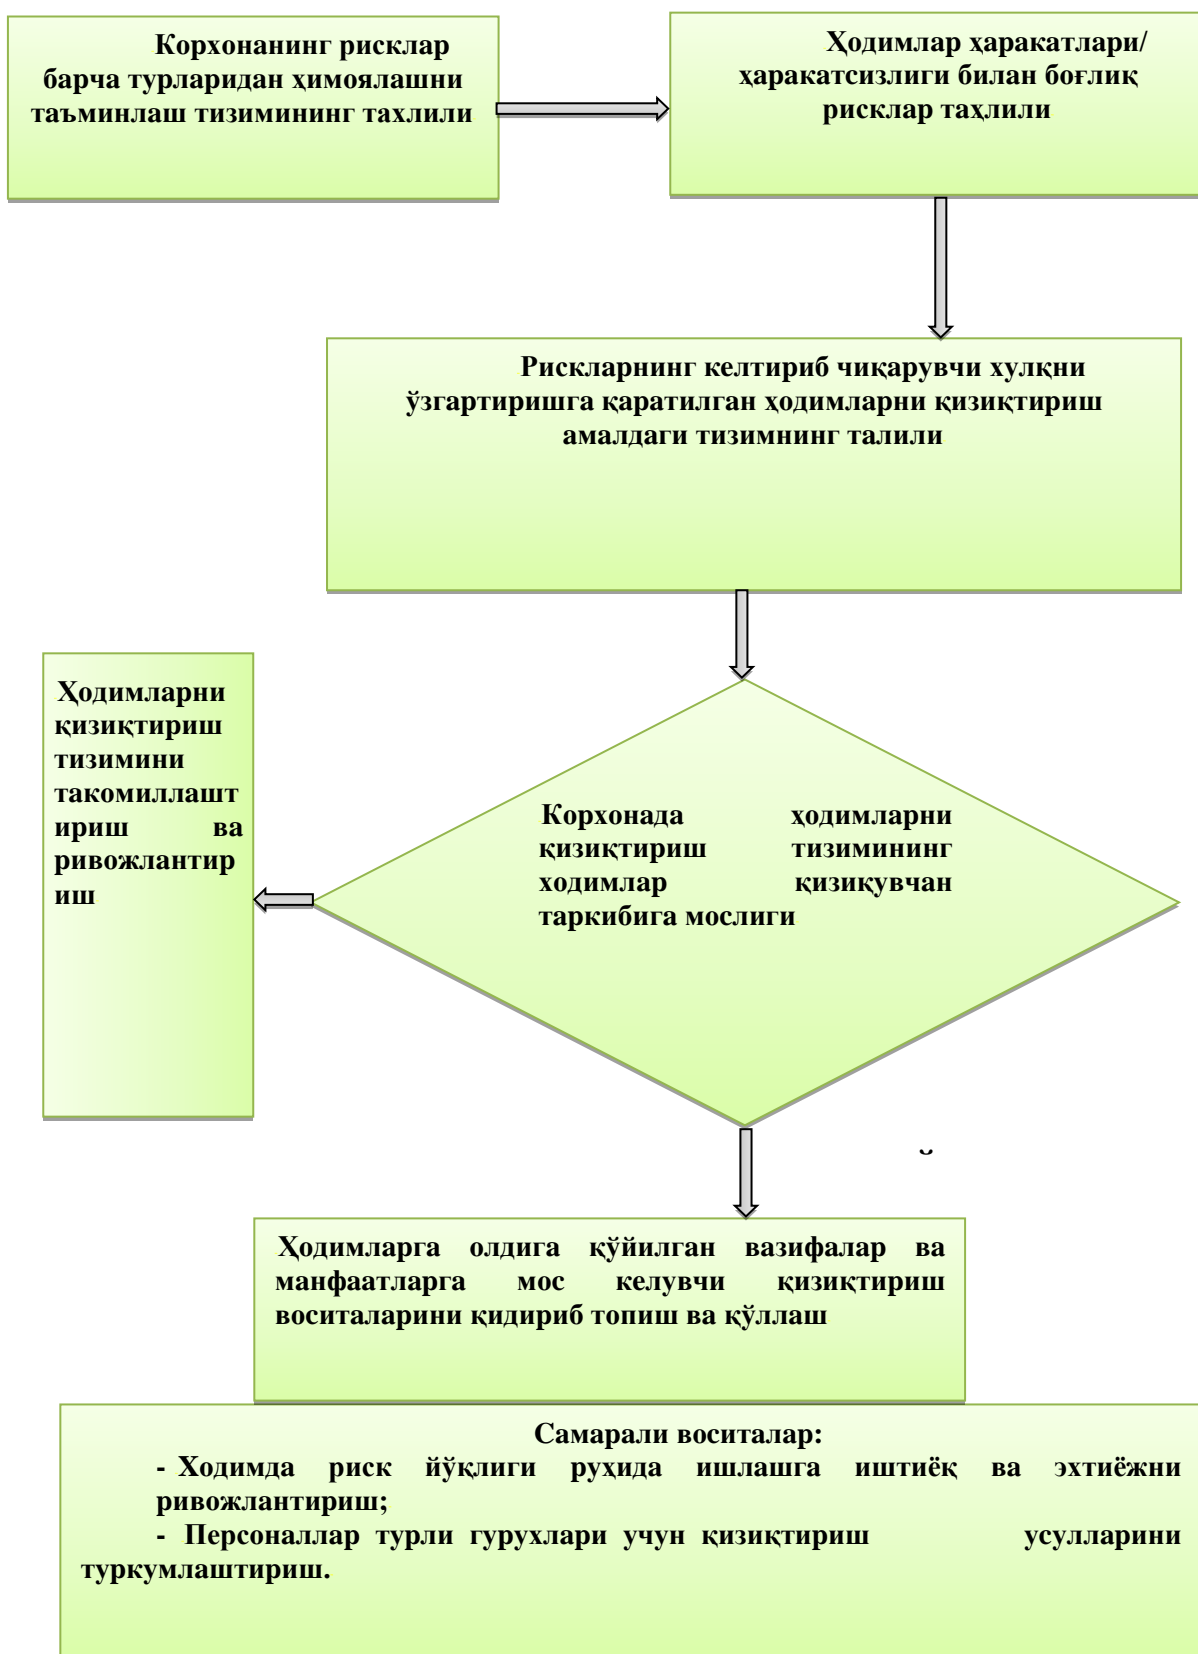 Корхонанинг рисклар
барча турларидан ҳимоялашни
таъминлаш тизимининг тахлили
Ҳодимлар ҳаракатлари/
ҳаракатсизлиги билан боғлиқ
рисклар таҳлили
Рискларнинг келтириб чиқарувчи хулқни
ўзгартиришга қаратилган ҳодимларни қизиқтириш
амалдаги тизимнинг талили
Ҳодимларни
қизиқтириш
тизимини
такомиллашт
ириш ва
ривожлантир
иш
Корхонада ҳодимларни
қизиқтириш тизимининг
ходимлар қизиқувчан
таркибига мослиги
Ҳодимларга олдига қўйилган вазифалар ва
манфаатларга мос келувчи қизиқтириш
воситаларини қидириб топиш ва қўллаш
Самарали воситалар:
- Ходимда риск йўқлиги руҳида ишлашга иштиёқ ва эхтиёжни
ривожлантириш;
- Персоналлар турли гурухлари учун қизиқтириш усулларини
туркумлаштириш.